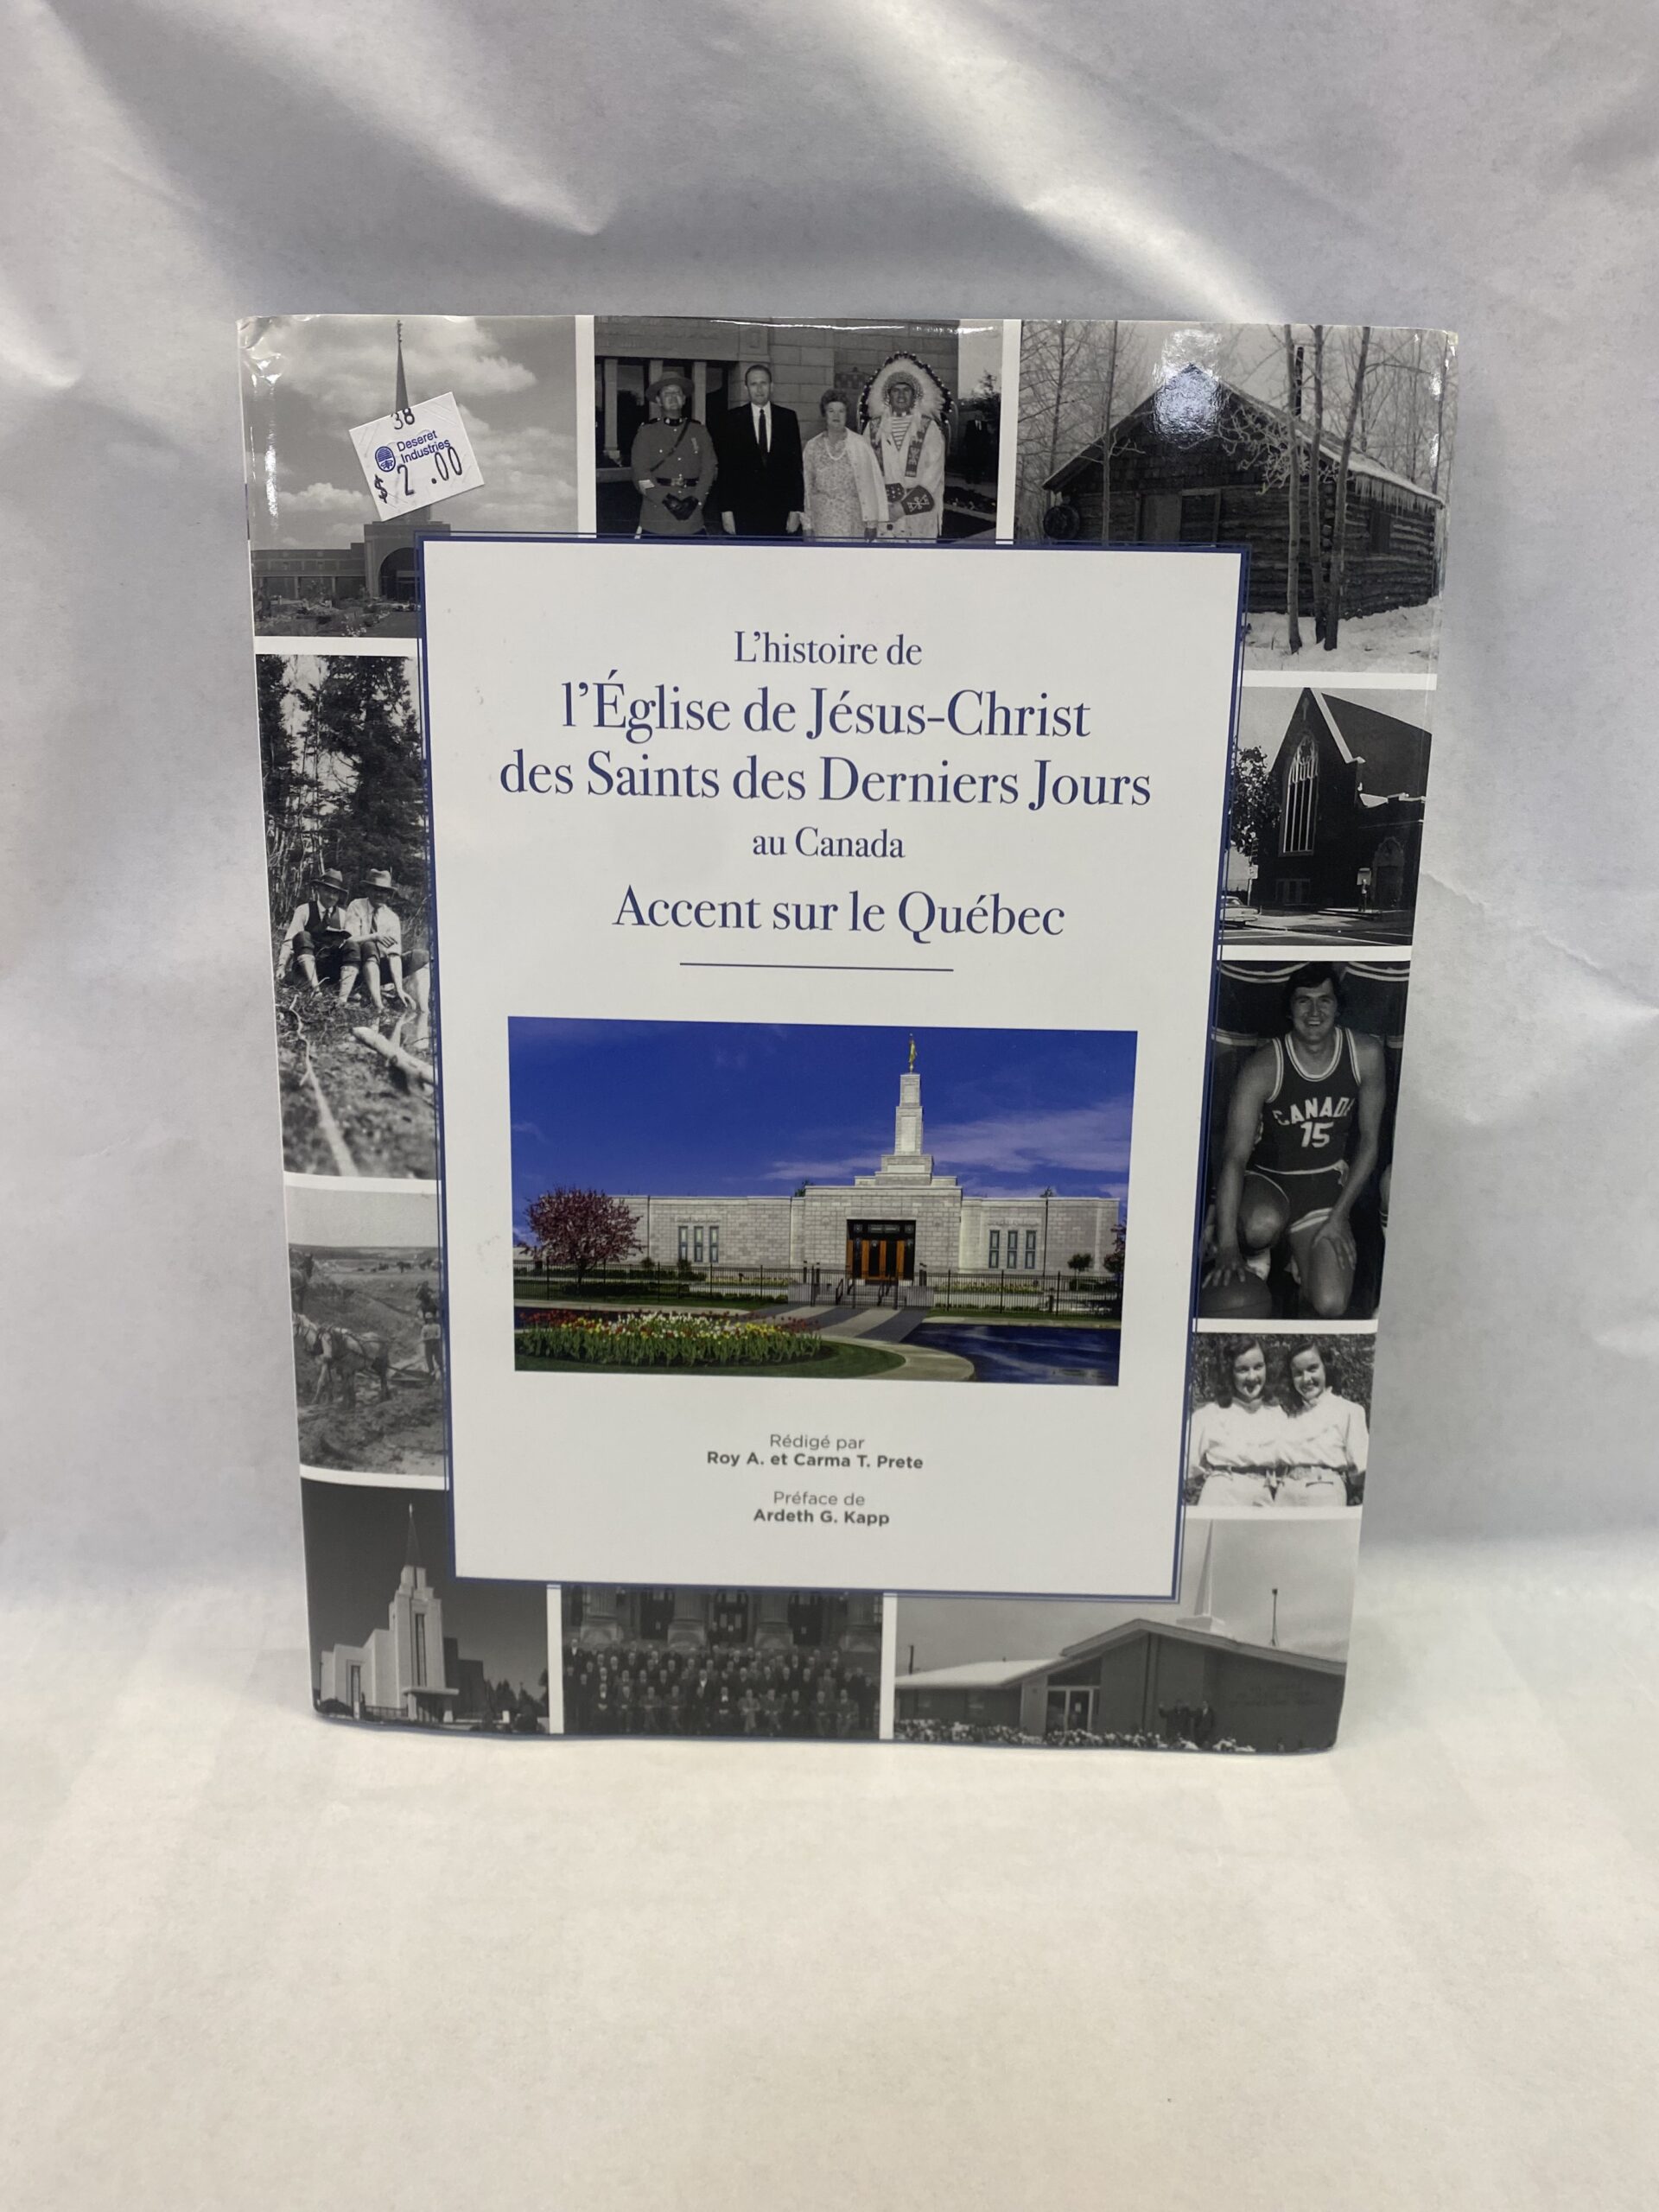 38
Deseret
Industries
$ 2.00
L'histoire de
l'Église de Jésus-Christ
des Saints des Derniers Jours
au Canada
Accent sur le Québec
CANADA
15
Rédigé par
Roy A. et Carma T. Prete
Préface de
Ardeth G. Kapp